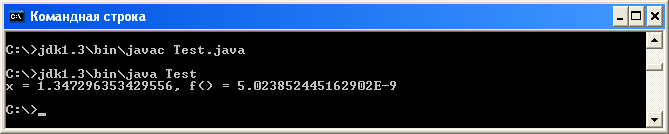 Командная строка
C:\>jdk1.3\bin\javac Test.java
C:\>jdk1.3\bin\java Test
x = 1.347296353429556, f() = 5.023852445162902E-9
C:\>_